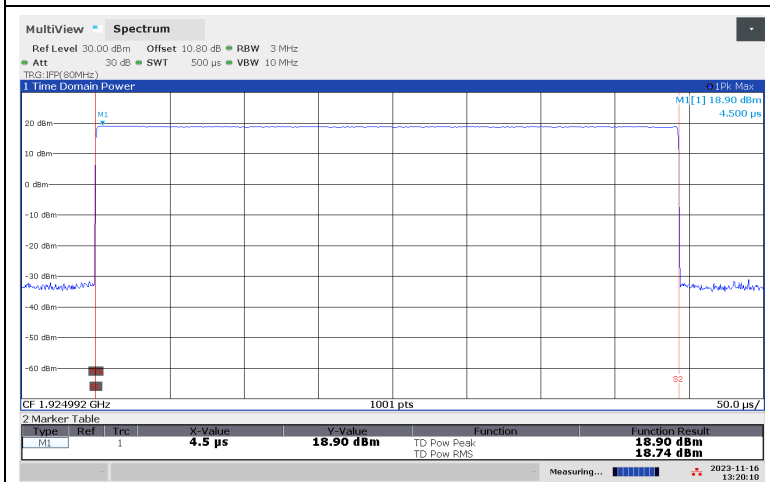 MultiView Spectrum
Ref Level 30.00 dBm Offset 10.80 dB RBW 3 MHz
Att 30 dB SWT 500 µs VBW 10 MHz
TRG:IFP(80MHz)
1 Time Domain Power 1Pk Max
M1[1] 18.90 dBm
4.500 µs
M1
20 dBm
10 dBm
0 dBm
-10 dBm
-20 dBm
-30 dBm
-40 dBm
-50 dBm
-60 dBm
S2
CF 1.924992 GHz 1001 pts 50.0 µs/
2 Marker Table
Type Ref Trc X-Value Y-Value Function Function Result
M1 1 4.5 µs 18.90 dBm TD Pow Peak 18.90 dBm
TD Pow RMS 18.74 dBm
Measuring... 2023-11-16
13:20:10